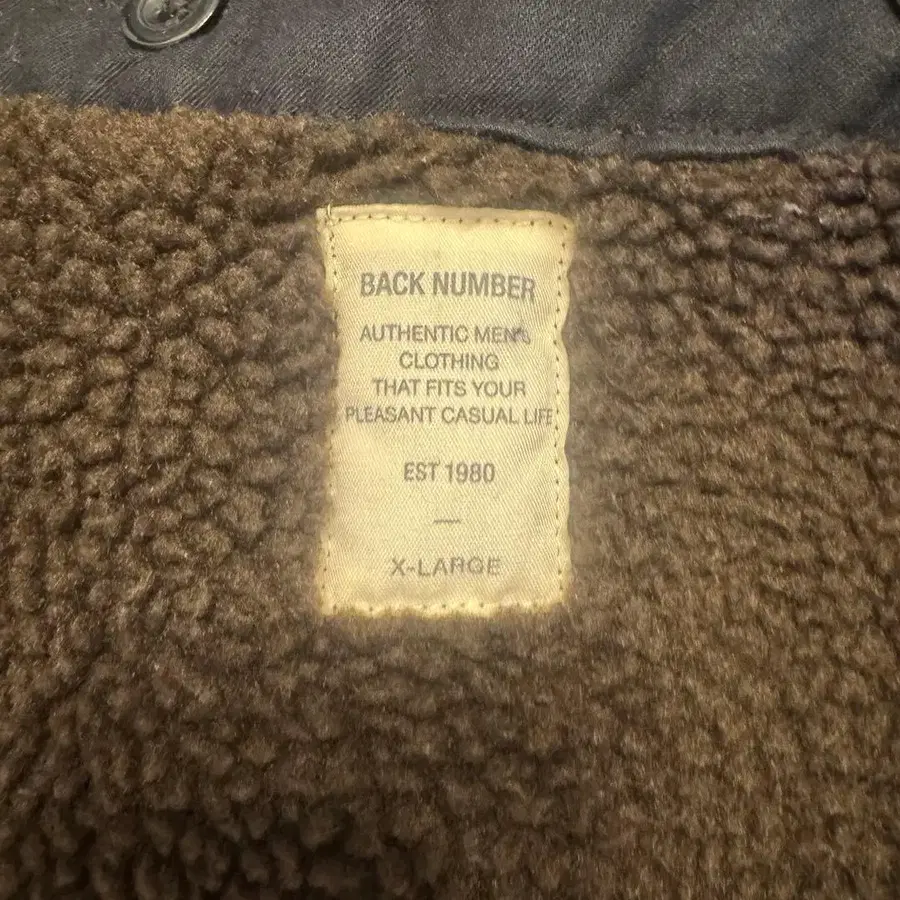 BACK NUMBER
AUTHENTIC MEN'S
CLOTHING
THAT FITS YOUR
PLEASANT CASUAL LIFE
EST 1980
—
X-LARGE